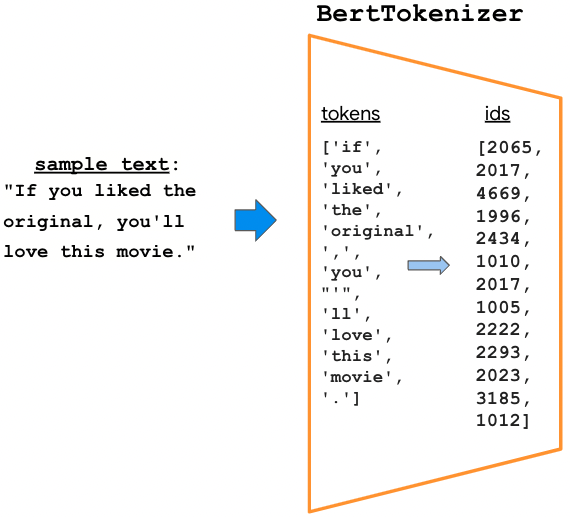 BertTokenizer
sample text:
"If you liked the
original, you'll
love this movie."
tokens
['if',
'you',
'liked',
'the',
'original',
',',
'you',
"'",
'll',
'love',
'this',
'movie',
'.']
ids
[2065,
2017,
4669,
1996,
2434,
1010,
2017,
1005,
2222,
2293,
2023,
3185,
1012]